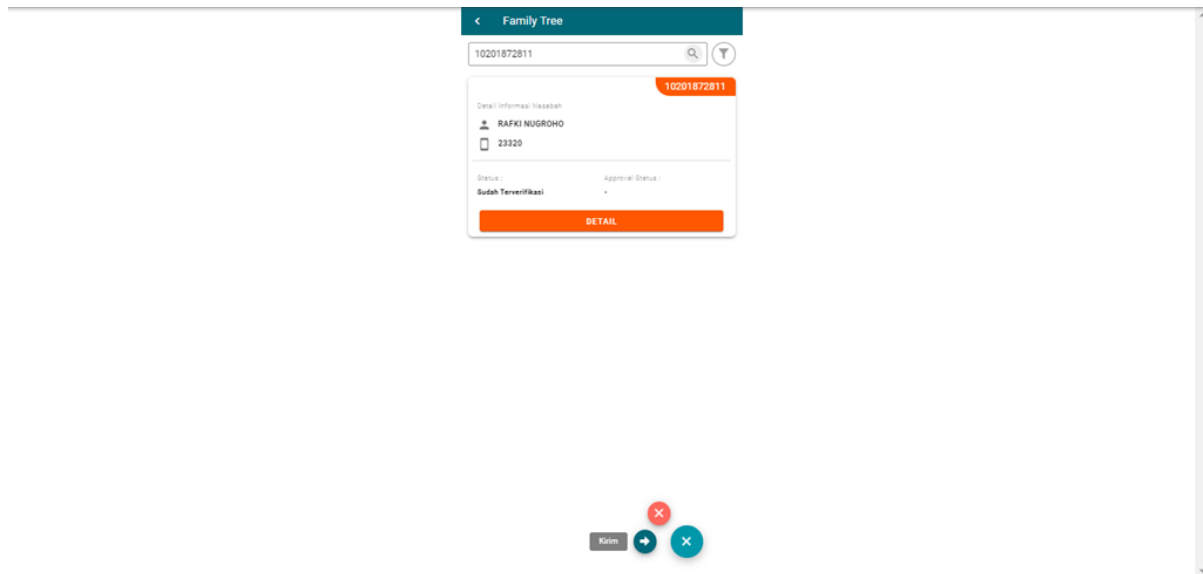 Family Tree
10201872811
10201872811
Detail Informasi Nasabah
RAFKI NUGROHO
23320
Status : Approval Status :
Sudah Terverifikasi -
DETAIL
Kirim